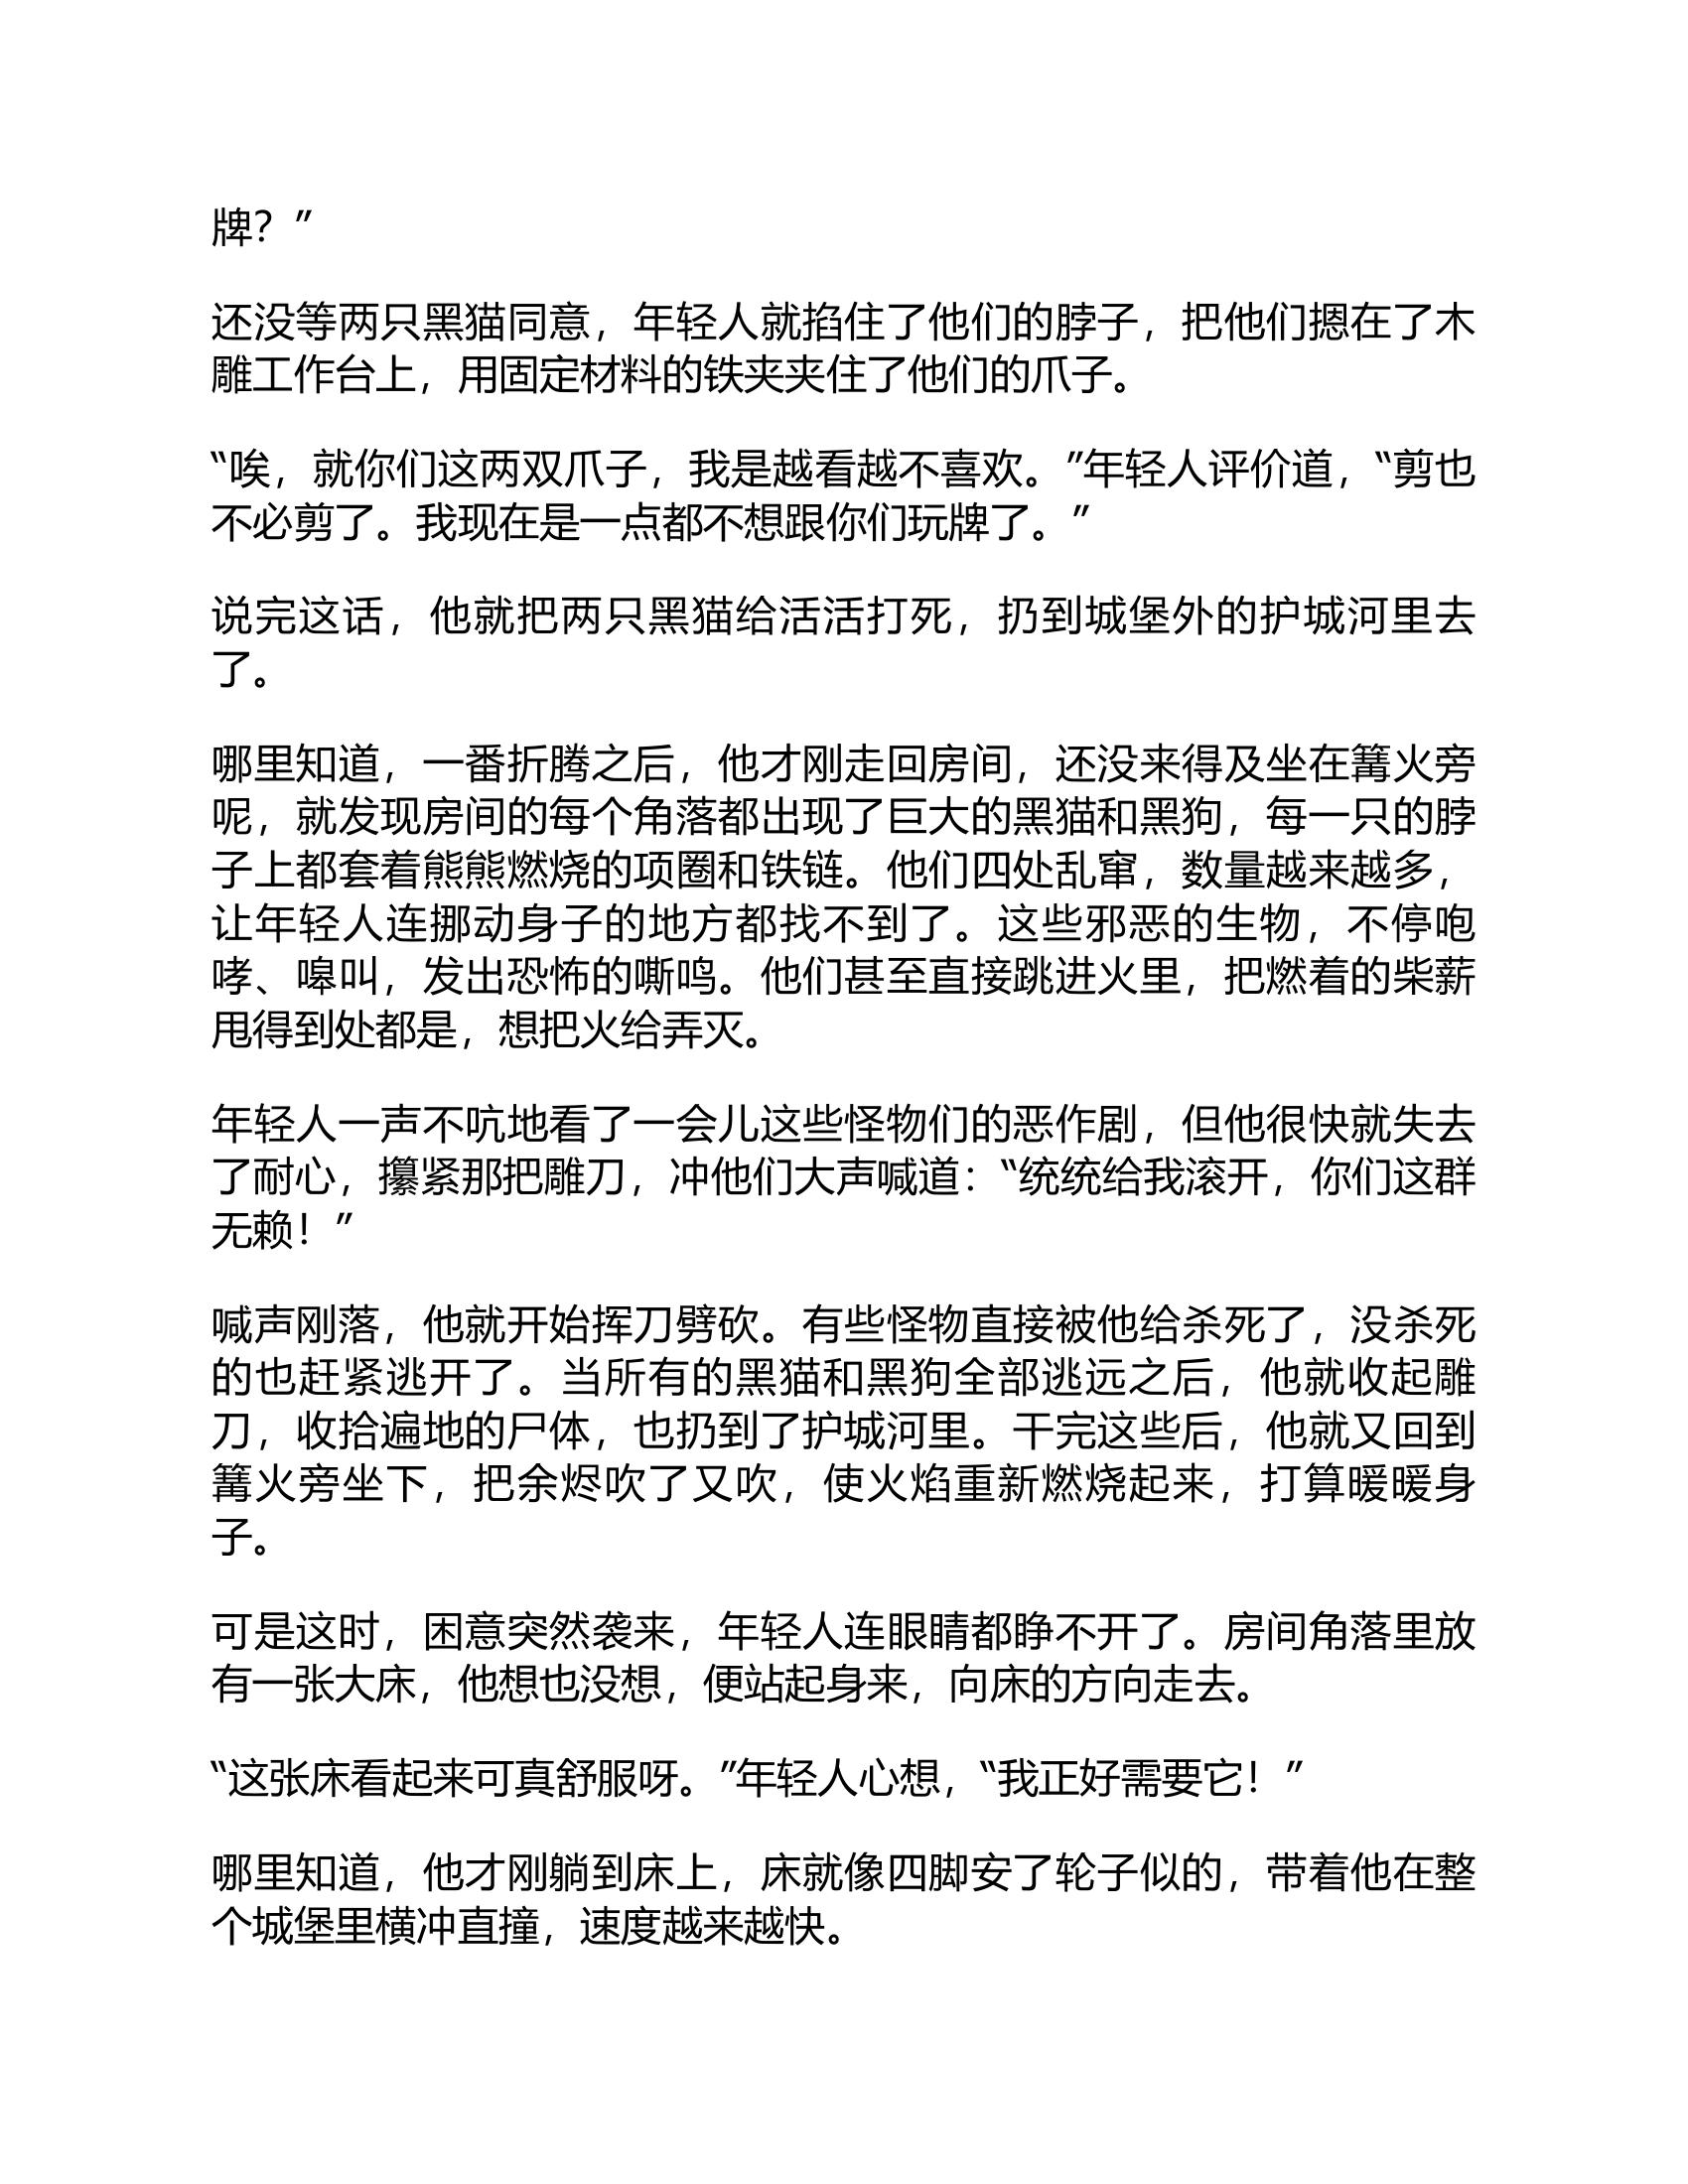 牌？”
还没等两只黑猫同意，年轻人就掐住了他们的脖子，把他们摁在了木
雕工作台上，用固定材料的铁夹夹住了他们的爪子。
“唉，就你们这两双爪子，我是越看越不喜欢。”年轻人评价道，“剪也
不必剪了。我现在是一点都不想跟你们玩牌了。”
说完这话，他就把两只黑猫给活活打死，扔到城堡外的护城河里去
了。
哪里知道，一番折腾之后，他才刚走回房间，还没来得及坐在篝火旁
呢，就发现房间的每个角落都出现了巨大的黑猫和黑狗，每一只的脖
子上都套着熊熊燃烧的项圈和铁链。他们四处乱窜，数量越来越多，
让年轻人连挪动身子的地方都找不到了。这些邪恶的生物，不停咆
哮、嗥叫，发出恐怖的嘶鸣。他们甚至直接跳进火里，把燃着的柴薪
甩得到处都是，想把火给弄灭。
年轻人一声不吭地看了一会儿这些怪物们的恶作剧，但他很快就失去
了耐心，攥紧那把雕刀，冲他们大声喊道：“统统给我滚开，你们这群
无赖！”
喊声刚落，他就开始挥刀劈砍。有些怪物直接被他给杀死了，没杀死
的也赶紧逃开了。当所有的黑猫和黑狗全部逃远之后，他就收起雕
刀，收拾遍地的尸体，也扔到了护城河里。干完这些后，他就又回到
篝火旁坐下，把余烬吹了又吹，使火焰重新燃烧起来，打算暖暖身
子。
可是这时，困意突然袭来，年轻人连眼睛都睁不开了。房间角落里放
有一张大床，他想也没想，便站起身来，向床的方向走去。
“这张床看起来可真舒服呀。”年轻人心想，“我正好需要它！”
哪里知道，他才刚躺到床上，床就像四脚安了轮子似的，带着他在整
个城堡里横冲直撞，速度越来越快。